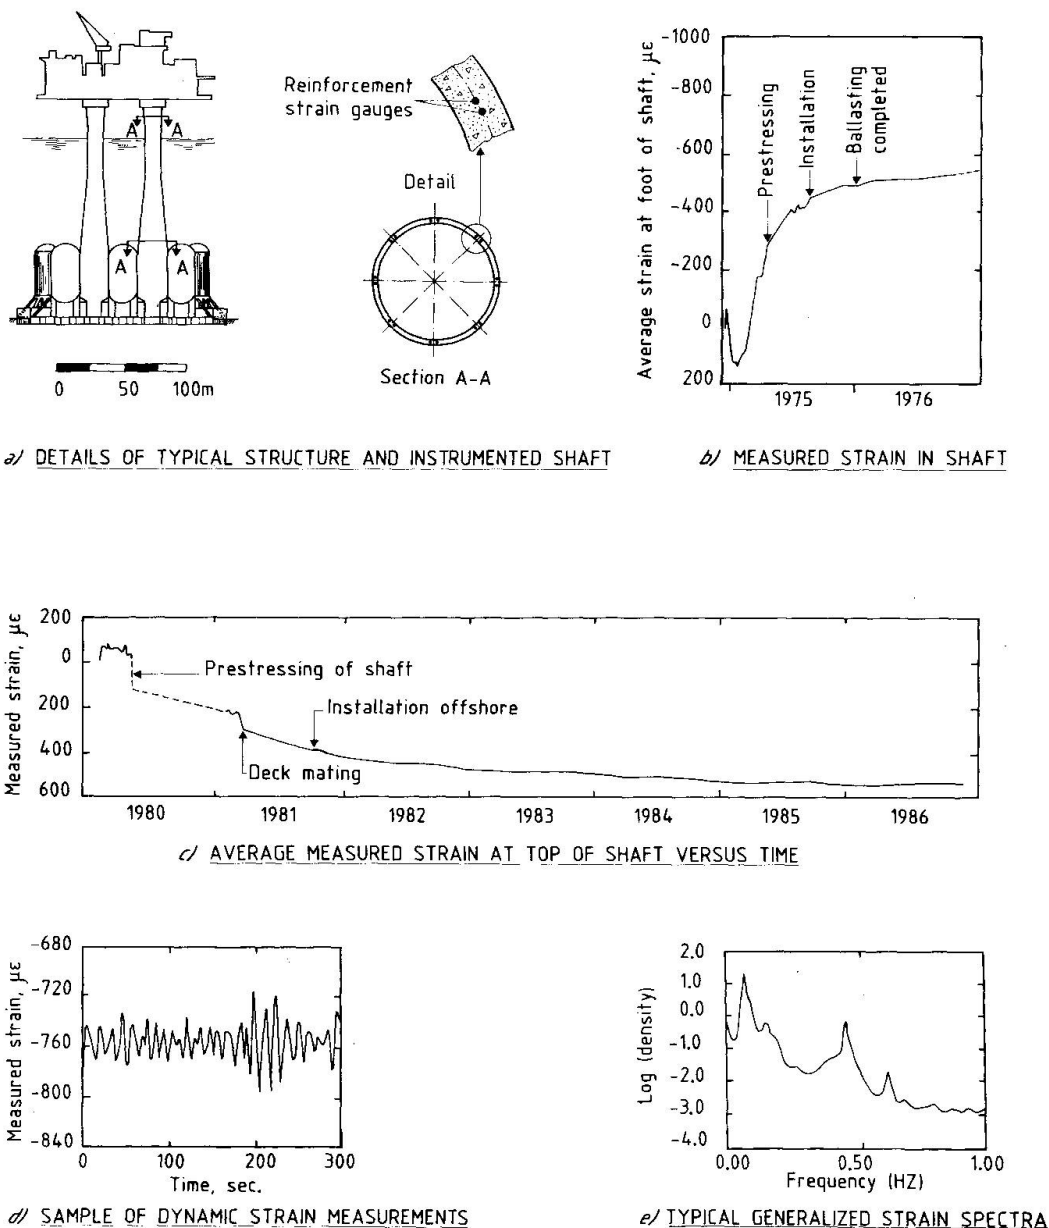 A A
A A
0 50 100m
Reinforcement
strain gauges
Detail
Section A-A
Average strain at foot of shaft, µε
-1000
-800
-600
-400
-200
0
200
Prestressing
Installation
Ballasting
completed
1975 1976
a) DETAILS OF TYPICAL STRUCTURE AND INSTRUMENTED SHAFT
b) MEASURED STRAIN IN SHAFT
Measured strain, µε
200
0
200
400
600
Prestressing of shaft
Installation offshore
Deck mating
1980 1981 1982 1983 1984 1985 1986
c) AVERAGE MEASURED STRAIN AT TOP OF SHAFT VERSUS TIME
Measured strain, µε
-680
-720
-760
-800
-840
0 100 200 300
Time, sec.
d) SAMPLE OF DYNAMIC STRAIN MEASUREMENTS
Log (density)
2.0
1.0
0.0
-1.0
-2.0
-3.0
-4.0
0.00 0.50 1.00
Frequency (HZ)
e) TYPICAL GENERALIZED STRAIN SPECTRA